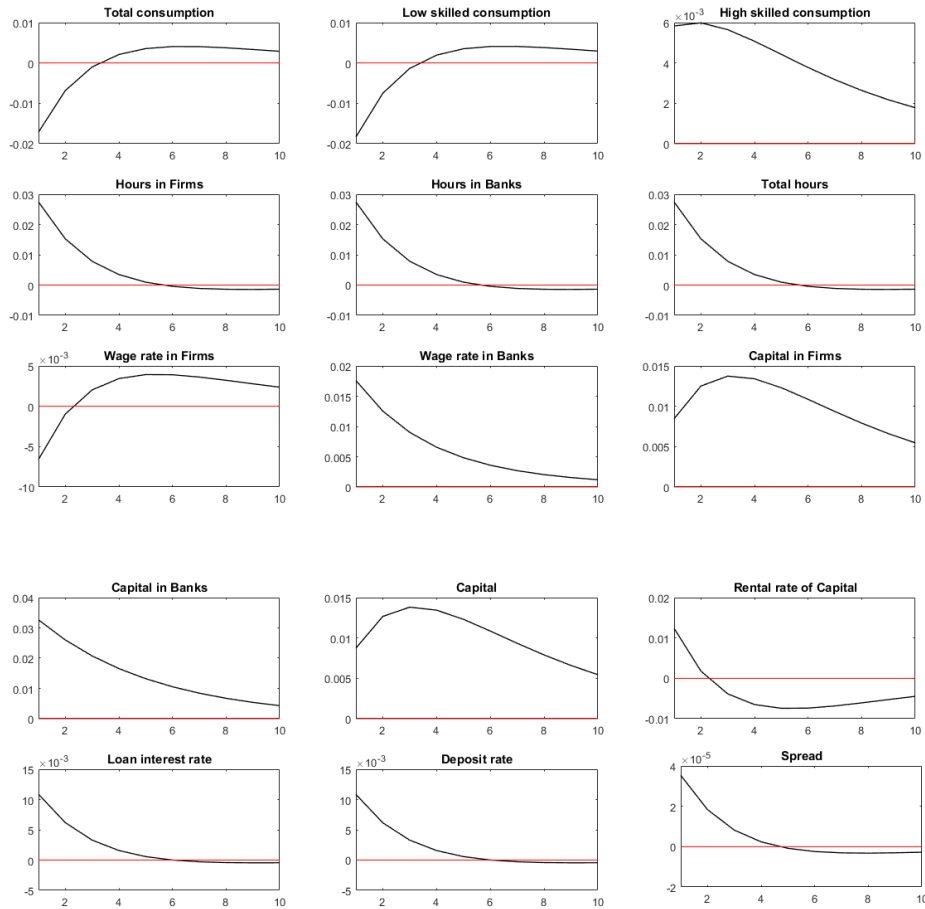 Total consumption
0.01
0
-0.01
-0.02
2 4 6 8 10
Low skilled consumption
0.01
0
-0.01
-0.02
2 4 6 8 10
High skilled consumption
×10-3
6
4
2
0
2 4 6 8 10
Hours in Firms
0.03
0.02
0.01
0
-0.01
2 4 6 8 10
Hours in Banks
0.03
0.02
0.01
0
-0.01
2 4 6 8 10
Total hours
0.03
0.02
0.01
0
-0.01
2 4 6 8 10
Wage rate in Firms
×10-3
5
0
-5
-10
2 4 6 8 10
Wage rate in Banks
0.02
0.015
0.01
0.005
0
2 4 6 8 10
Capital in Firms
0.015
0.01
0.005
0
2 4 6 8 10
Capital in Banks
0.04
0.03
0.02
0.01
0
2 4 6 8 10
Capital
0.015
0.01
0.005
0
2 4 6 8 10
Rental rate of Capital
0.02
0.01
0
-0.01
2 4 6 8 10
Loan interest rate
×10-3
15
10
5
0
-5
2 4 6 8 10
Deposit rate
×10-3
15
10
5
0
-5
2 4 6 8 10
Spread
×10-5
4
2
0
-2
2 4 6 8 10